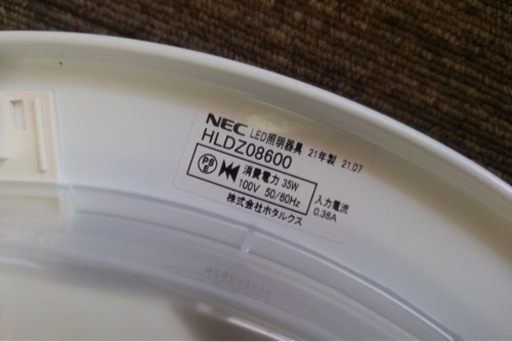 NEC LED照明器具 21年製 21.07
HLDZ08600
PS E 消費電力 35W
100V 50/60Hz
入力電流
0.36A
株式会社ホタルクス